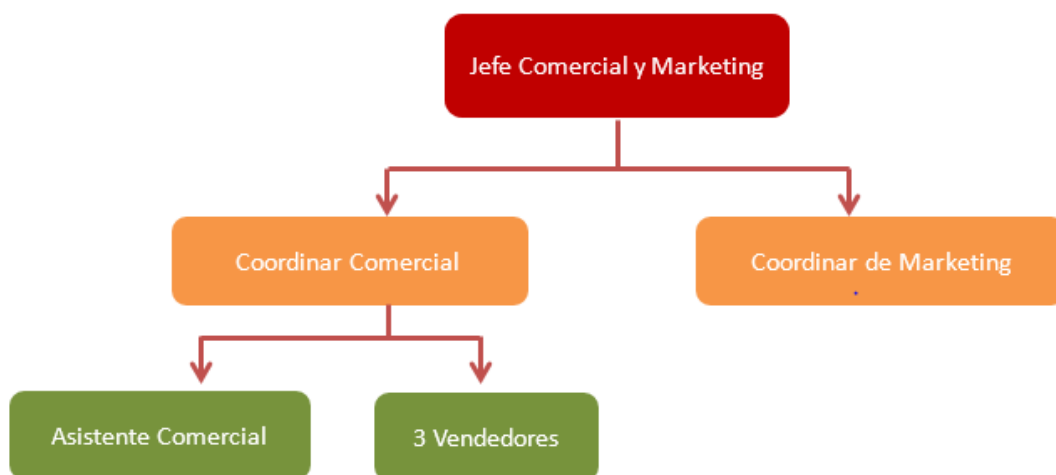 Jefe Comercial y Marketing
Coordinar Comercial
Coordinar de Marketing
Asistente Comercial
3 Vendedores